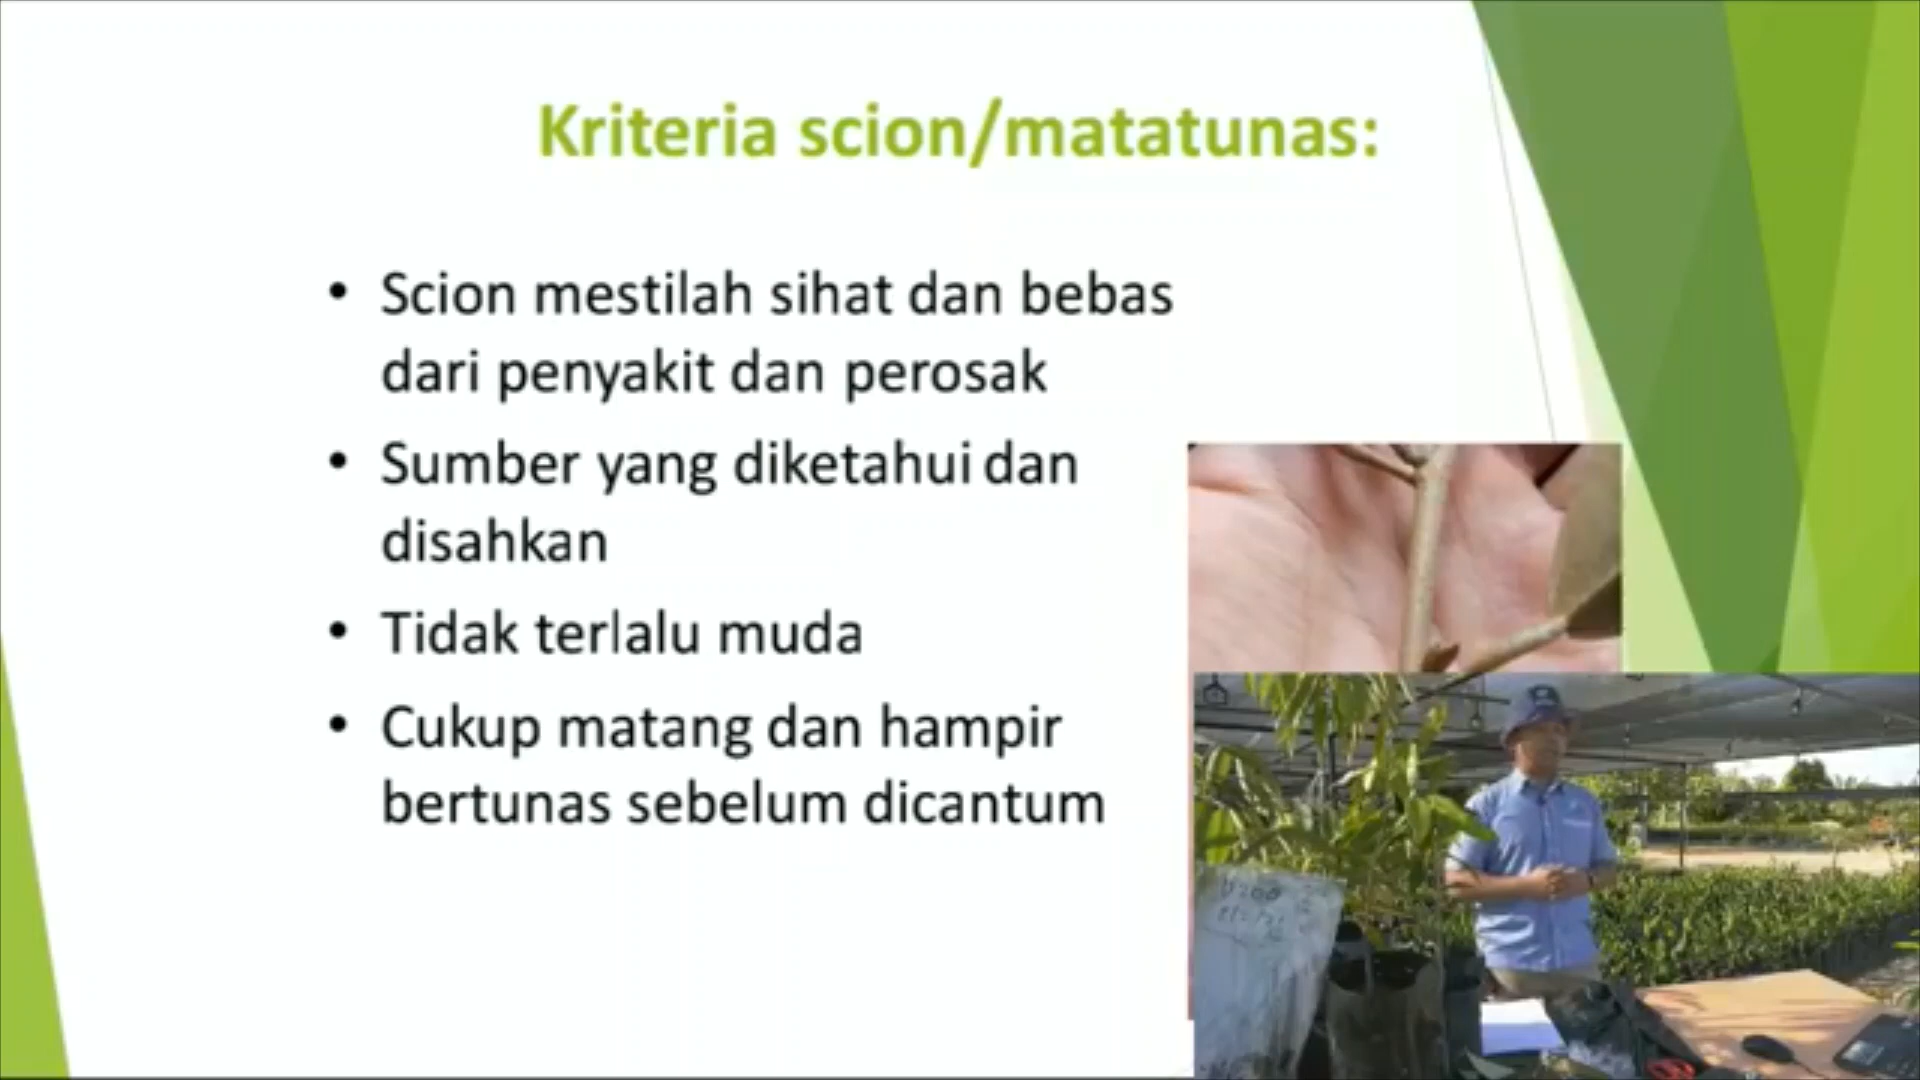 Kriteria scion/matatunas:
• Scion mestilah sihat dan bebas
dari penyakit dan perosak
• Sumber yang diketahui dan
disahkan
• Tidak terlalu muda
• Cukup matang dan hampir
bertunas sebelum dicantum